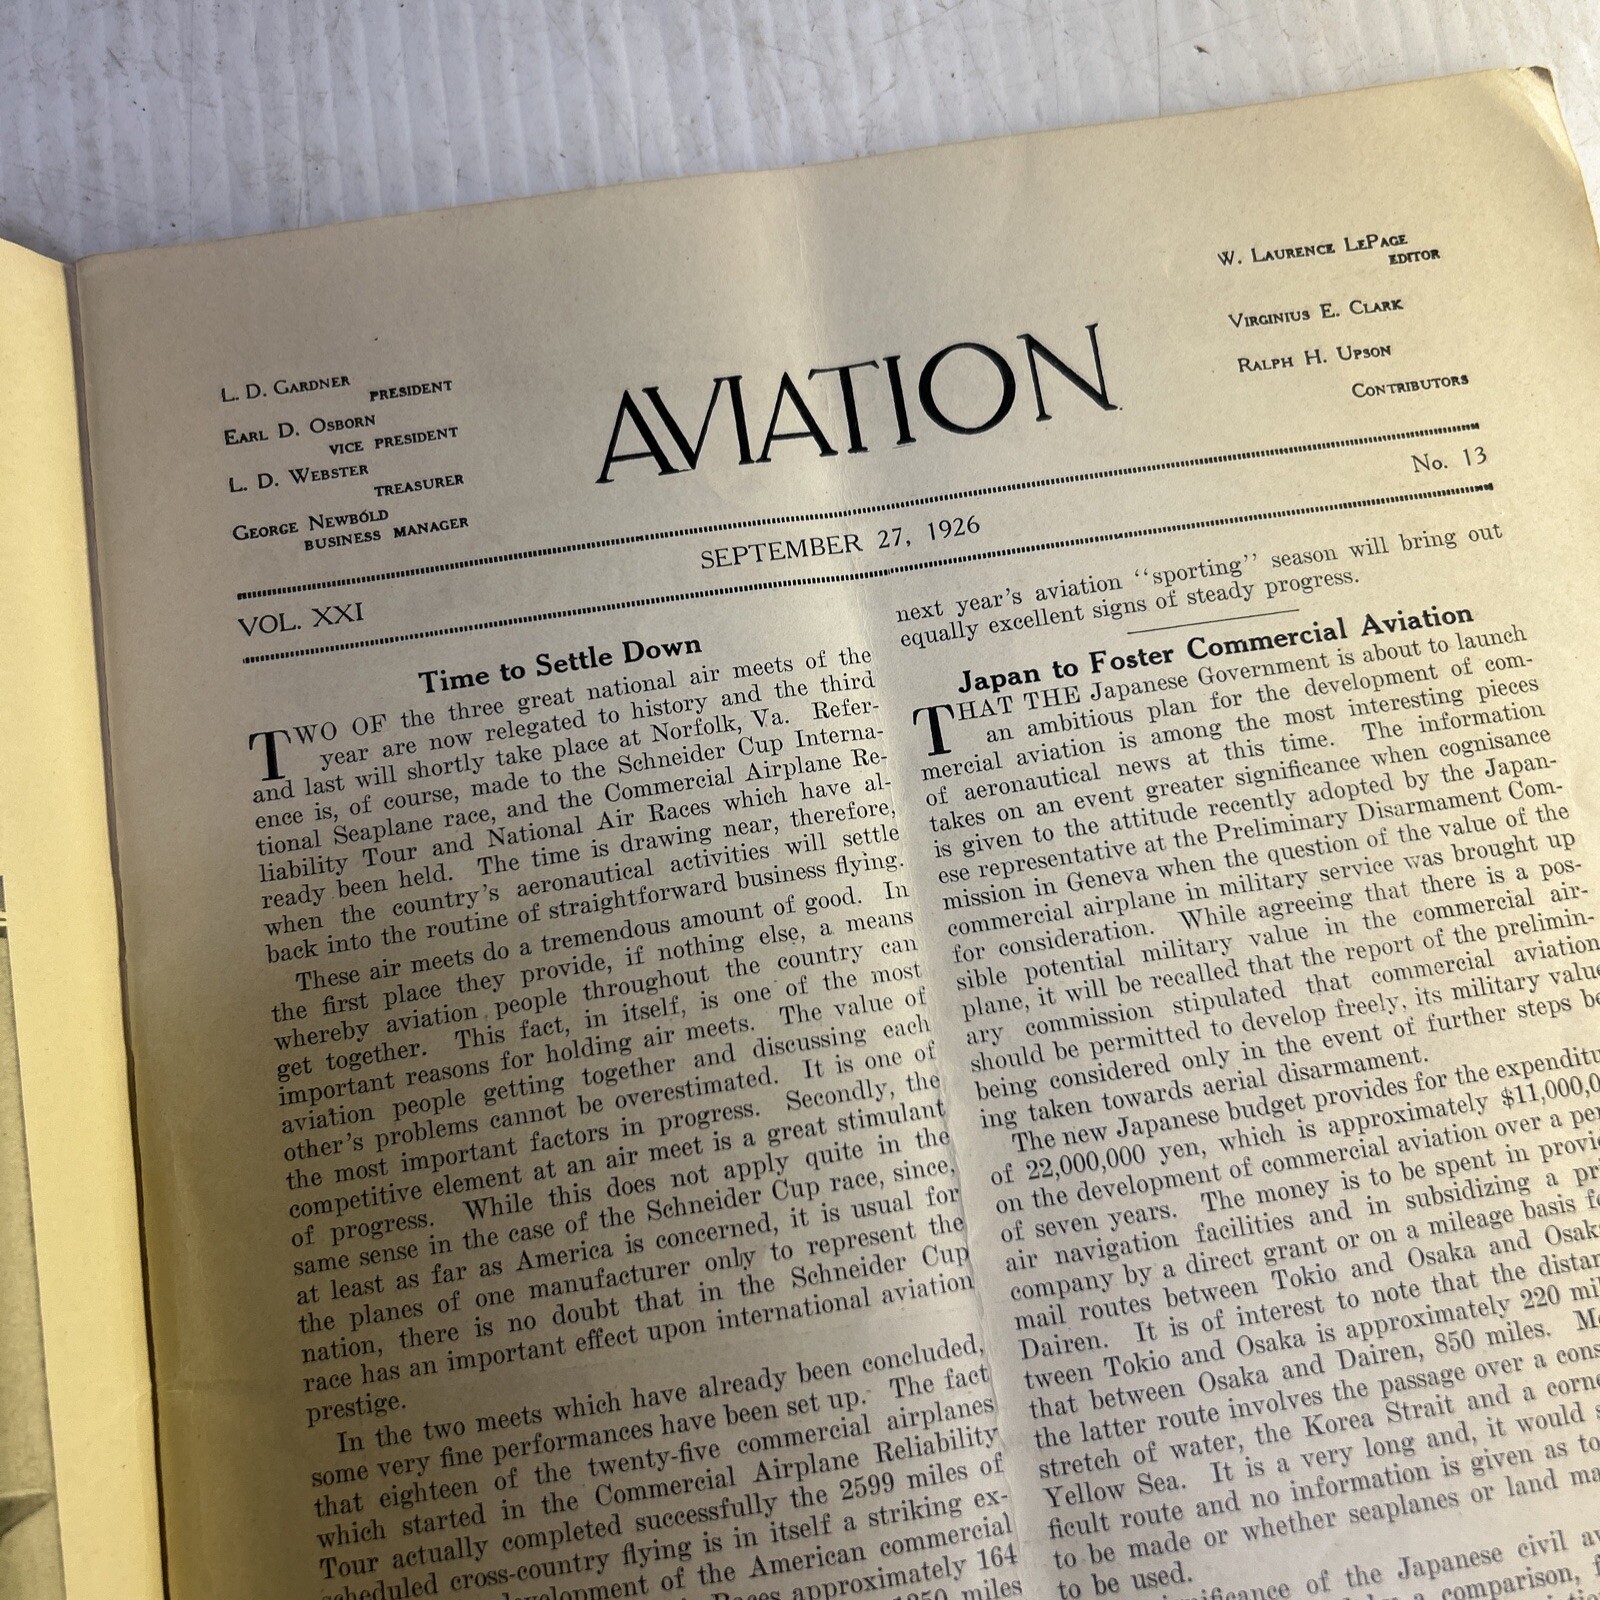 L. D. GARDNER
PRESIDENT
EARL D. OSBORN
VICE PRESIDENT
L. D. WEBSTER
TREASURER
GEORGE NEWBOLD
BUSINESS MANAGER
AVIATION
W. LAURENCE LEPAGE
EDITOR
VIRGINIUS E. CLARK
RALPH H. UPSON
CONTRIBUTORS
VOL. XXI
SEPTEMBER 27, 1926
No. 13
Time to Settle Down
TWO OF the three great national air meets of the
year are now relegated to history and the third
and last will shortly take place at Norfolk, Va. Refer-
ence is, of course, made to the Schneider Cup Interna-
tional Seaplane race, and the Commercial Airplane Re-
liability Tour and National Air Races which have al-
ready been held. The time is drawing near, therefore,
when the country's aeronautical activities will settle
back into the routine of straightforward business flying.
These air meets do a tremendous amount of good. In
the first place they provide, if nothing else, a means
whereby aviation people throughout the country can
get together. This fact, in itself, is one of the most
important reasons for holding air meets. The value of
aviation people getting together and discussing each
other's problems cannot be overestimated. It is one of
the most important factors in progress. Secondly, the
competitive element at an air meet is a great stimulant
of progress. While this does not apply quite in the
same sense in the case of the Schneider Cup race, since,
at least as far as America is concerned, it is usual for
the planes of one manufacturer only to represent the
nation, there is no doubt that in the Schneider Cup
race has an important effect upon international aviation
prestige.
In the two meets which have already been concluded,
some very fine performances have been set up. The fact
that eighteen of the twenty-five commercial airplanes
which started in the Commercial Airplane Reliability
Tour actually completed successfully the 2599 miles of
scheduled cross-country flying is in itself a striking ex-
development of the American commercial
Races approximately 164
miles
next year's aviation "sporting" season will bring out
equally excellent signs of steady progress.
Japan to Foster Commercial Aviation
THAT THE Japanese Government is about to launch
an ambitious plan for the development of com-
mercial aviation is among the most interesting pieces
of aeronautical news at this time. The information
takes on an event greater significance when cognisance
is given to the attitude recently adopted by the Japan-
ese representative at the Preliminary Disarmament Com-
mission in Geneva when the question of the value of the
commercial airplane in military service was brought up
for consideration. While agreeing that there is a pos-
sible potential military value in the commercial air-
plane, it will be recalled that the report of the prelimin-
ary commission stipulated that commercial aviation
should be permitted to develop freely, its military value
being considered only in the event of further steps be-
ing taken towards aerial disarmament.
The new Japanese budget provides for the expenditu
of 22,000,000 yen, which is approximately $11,000,0
on the development of commercial aviation over a per
of seven years. The money is to be spent in provi
air navigation facilities and in subsidizing a pri
company by a direct grant or on a mileage basis fo
mail routes between Tokio and Osaka and Osak
Dairen. It is of interest to note that the distan
tween Tokio and Osaka is approximately 220 mil
that between Osaka and Dairen, 850 miles. Mo
the latter route involves the passage over a cons
stretch of water, the Korea Strait and a corne
Yellow Sea. It is a very long and, it would s
ficult route and no information is given as to
to be made or whether seaplanes or land ma
to be used.
significance of the Japanese civil av
by a comparison, f